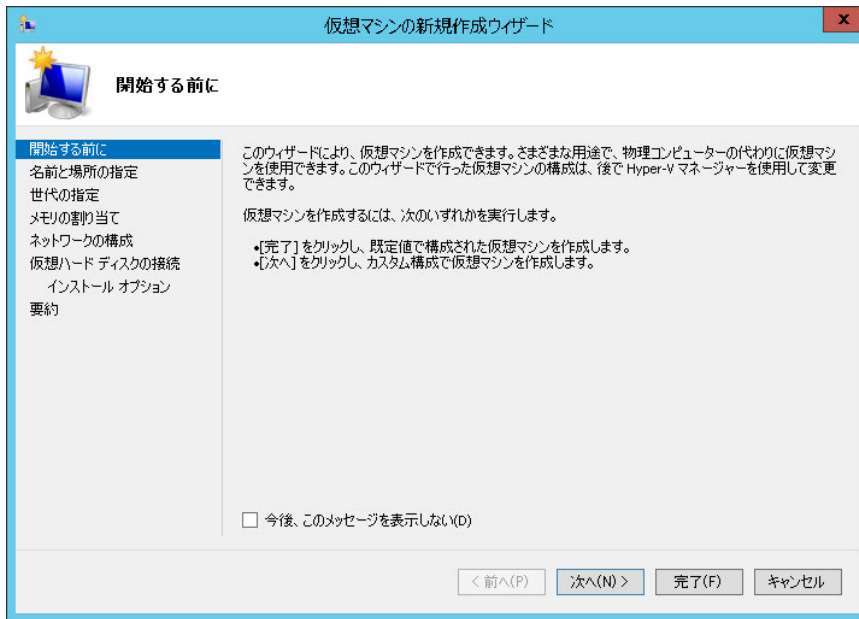 仮想マシンの新規作成ウィザード
x
開始する前に
開始する前に
名前と場所の指定
世代の指定
メモリの割り当て
ネットワークの構成
仮想ハード ディスクの接続
インストール オプション
要約
このウィザードにより、仮想マシンを作成できます。さまざまな用途で、物理コンピューターの代わりに仮想マシ
ンを使用できます。このウィザードで行った仮想マシンの構成は、後で Hyper-V マネージャーを使用して変更
できます。
仮想マシンを作成するには、次のいずれかを実行します。
•[完了] をクリックし、既定値で構成された仮想マシンを作成します。
•[次へ] をクリックし、カスタム構成で仮想マシンを作成します。
今後、このメッセージを表示しない(D)
< 前へ(P)
次へ(N) >
完了(F)
キャンセル